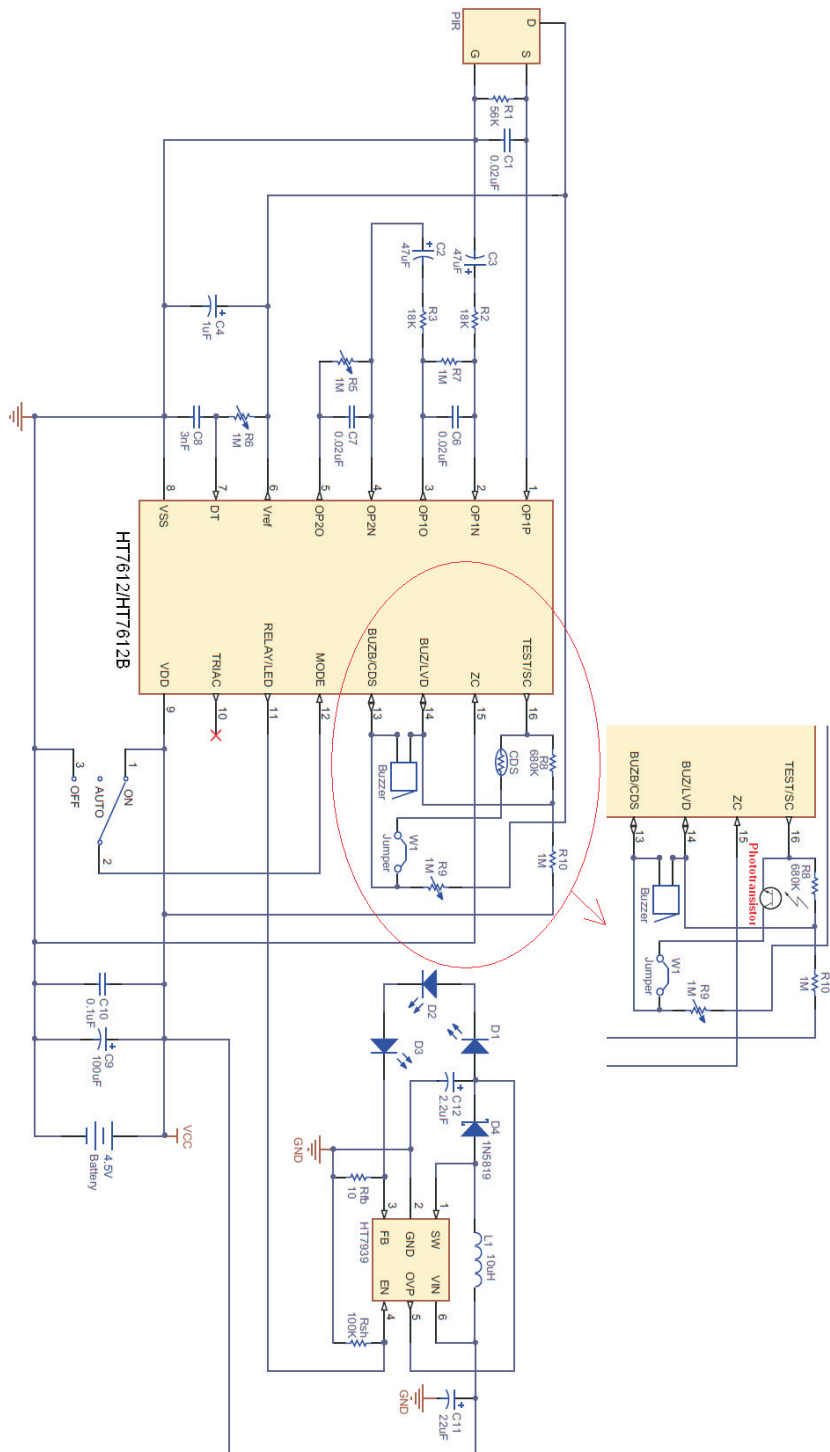 PIR
D
G
S
R1
56K
C1
0.02uF
C2
47uF
C3
47uF
R3
18K
R2
18K
C4
1uF
R5
1M
R7
1M
C8
3nF
R6
1M
C7
0.02uF
C6
0.02uF
8
7
6
5
4
3
2
1
VSS
DT
Vref
OP2O
OP2N
OP1O
OP1N
OP1P
HT7612/HT7612B
VDD
TRIAC
RELAY/LED
MODE
BUZB/CDS
BUZ/LVD
ZC
TEST/SC
9
10
11
12
13
14
15
16
3
OFF
AUTO
1
ON
2
Buzzer
CDS
R8
680K
W1
Jumper
R9
1M
R10
1M
BUZB/CDS
BUZ/LVD
ZC
TEST/SC
13
14
15
16
Phototransistor
R8
680K
Buzzer
W1
Jumper
R9
1M
R10
1M
C10
0.1uF
C9
100uF
VCC
4.5V
Battery
D2
D3
D1
C12
2.2uF
D4
1N5819
GND
Rfb
10
HT7939
3
2
1
FB
GND
SW
EN
OVP
VIN
4
5
6
L1
10uH
Rsh
100K
GND
C11
22uF